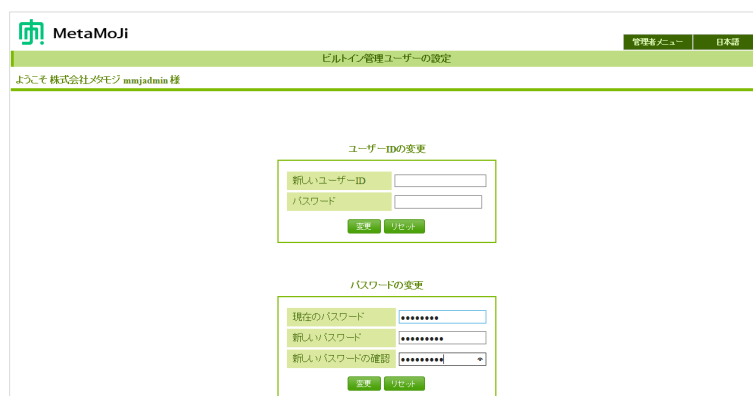 MetaMoJi
管理者メニュー 日本語
ビルトイン管理ユーザーの設定
ようこそ 株式会社メタモジ mmjadmin 様
ユーザーIDの変更
新しいユーザーID
パスワード
変更 リセット
パスワードの変更
現在のパスワード ••••••••
新しいパスワード •••••••••
新しいパスワードの確認 •••••••••
変更 リセット